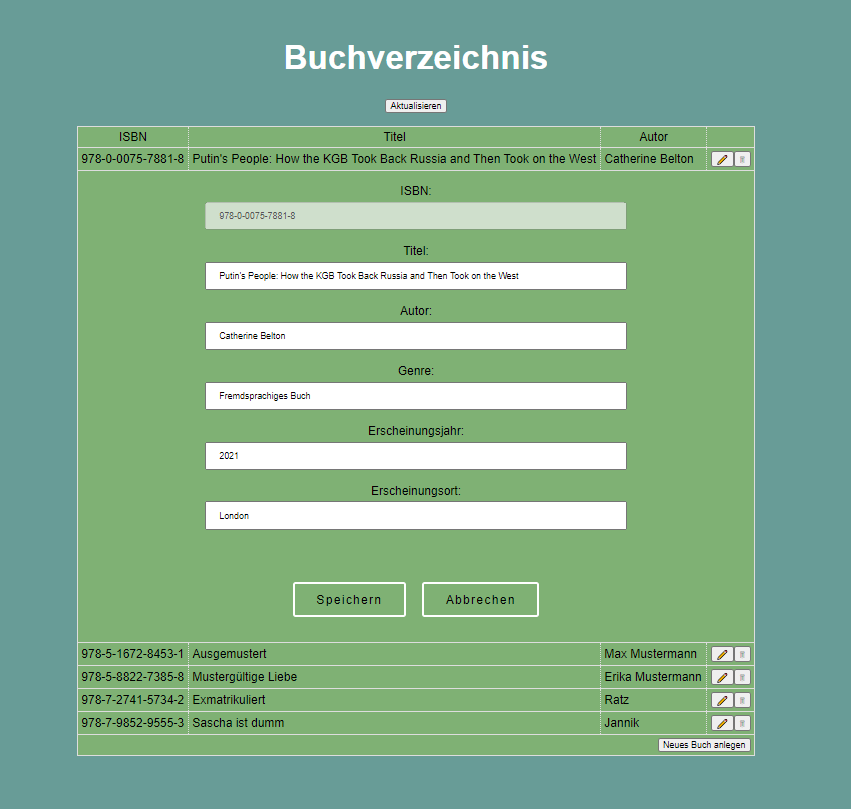 Buchverzeichnis
Aktualisieren
ISBN Titel Autor
978-0-0075-7881-8 Putin's People: How the KGB Took Back Russia and Then Took on the West Catherine Belton
ISBN:
978-0-0075-7881-8
Titel:
Putin's People: How the KGB Took Back Russia and Then Took on the West
Autor:
Catherine Belton
Genre:
Fremdsprachiges Buch
Erscheinungsjahr:
2021
Erscheinungsort:
London
Speichern Abbrechen
978-5-1672-8453-1 Ausgemustert Max Mustermann
978-5-8822-7385-8 Mustergültige Liebe Erika Mustermann
978-7-2741-5734-2 Exmatrikuliert Ratz
978-7-9852-9555-3 Sascha ist dumm Jannik
Neues Buch anlegen